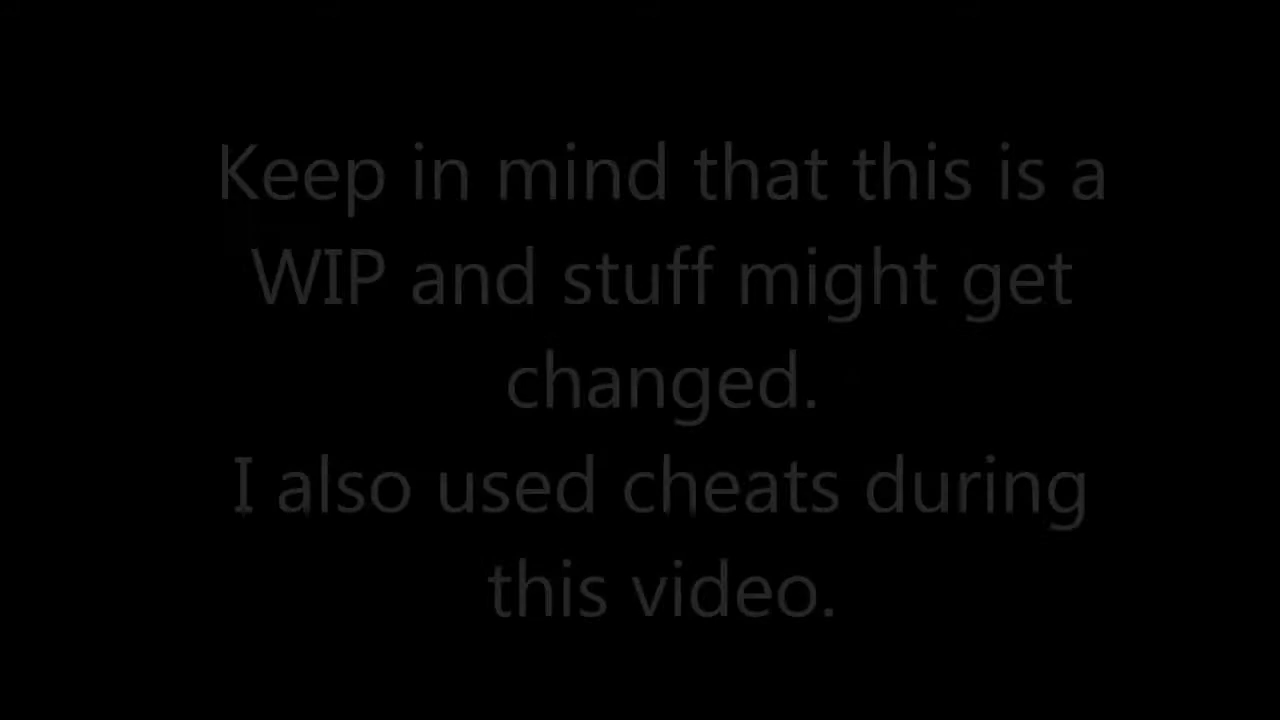 Keep in mind that this is a
WIP and stuff might get
changed.
I also used cheats during
this video.